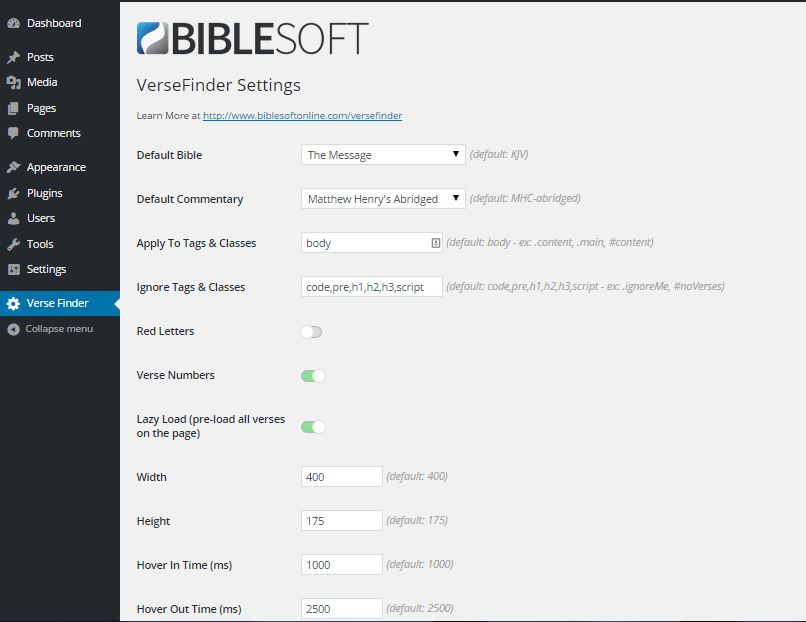 Dashboard
Posts
Media
Pages
Comments
Appearance
Plugins
Users
Tools
Settings
Verse Finder
Collapse menu
BIBLESOFT
VerseFinder Settings
Learn More at http://www.biblesoftonline.com/versefinder
Default Bible The Message (default: KJV)
Default Commentary Matthew Henry's Abridged (default: MHC-abridged)
Apply To Tags & Classes body (default: body - ex: .content, .main, #content)
Ignore Tags & Classes code,pre,h1,h2,h3,script (default: code,pre,h1,h2,h3,script - ex: .ignoreMe, #noVerses)
Red Letters
Verse Numbers
Lazy Load (pre-load all verses
on the page)
Width 400 (default: 400)
Height 175 (default: 175)
Hover In Time (ms) 1000 (default: 1000)
Hover Out Time (ms) 2500 (default: 2500)